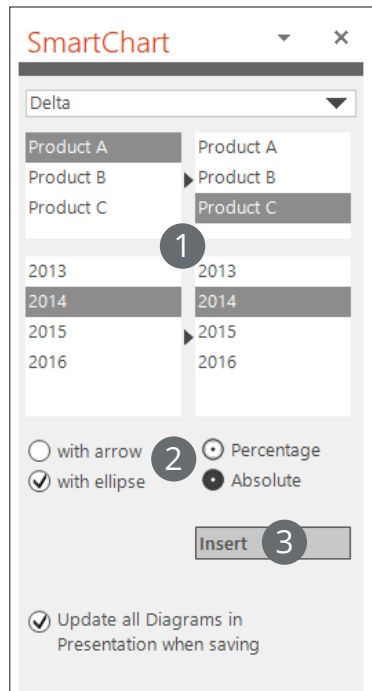 SmartChart
Delta
Product A Product A
Product B Product B
Product C Product C
1
2013 2013
2014 2014
2015 2015
2016 2016
with arrow 2 Percentage
with ellipse Absolute
Insert 3
Update all Diagrams in
Presentation when saving